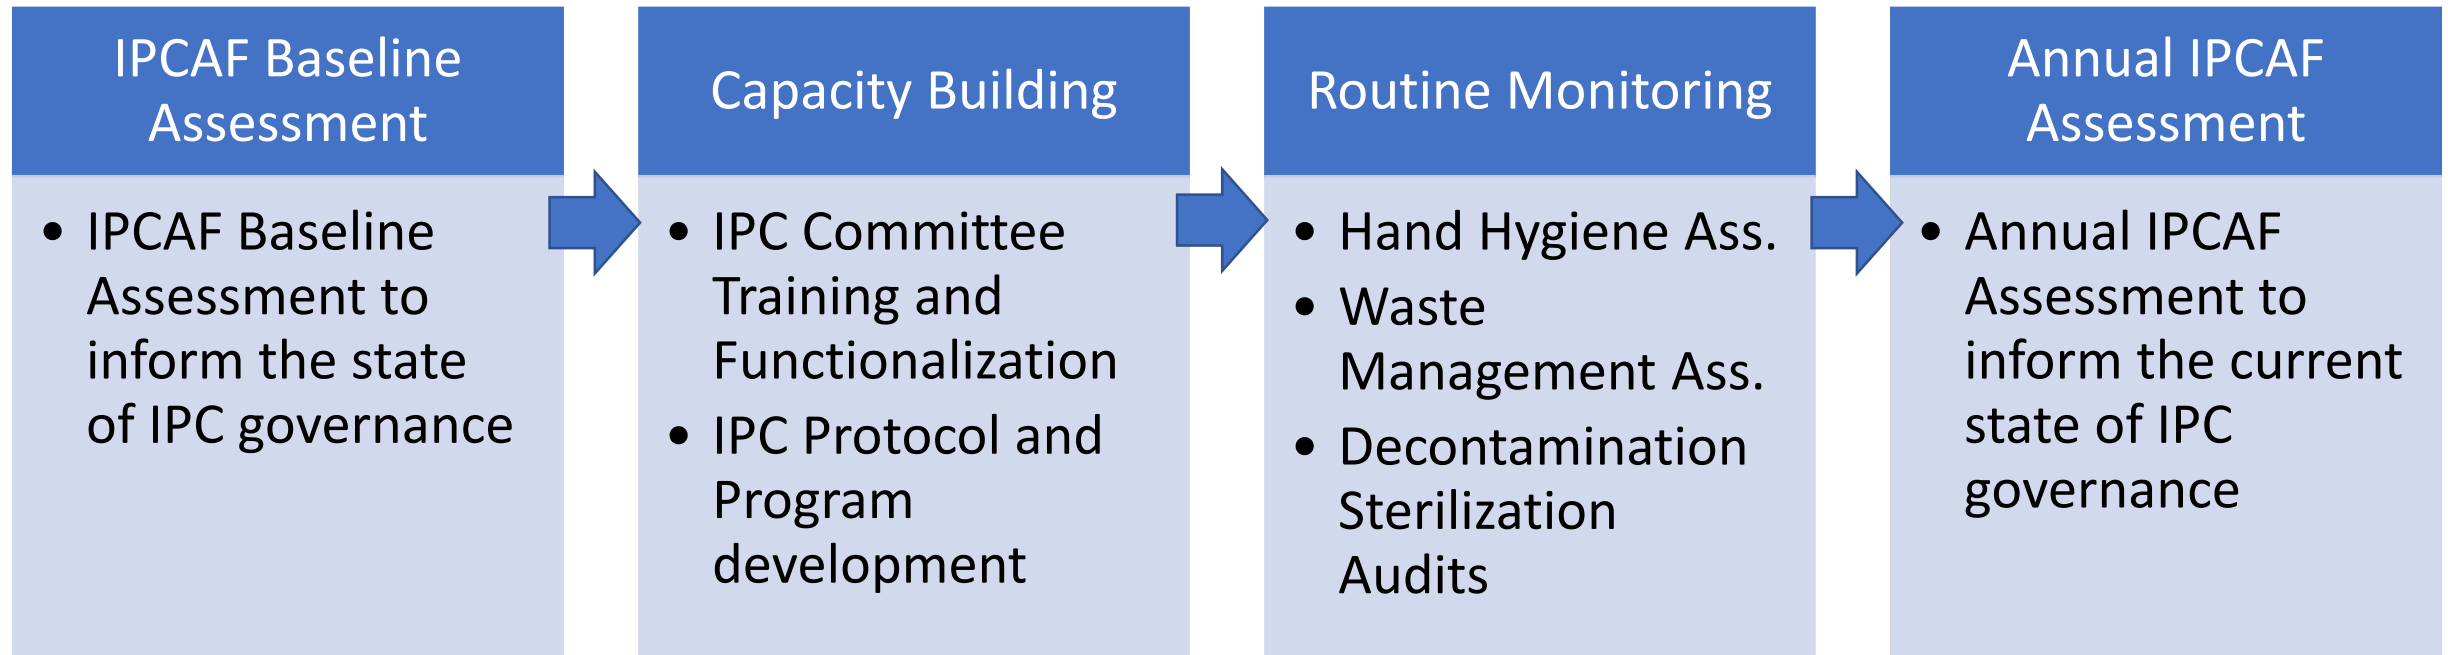 IPCAF Baseline
Assessment
• IPCAF Baseline
Assessment to
inform the state
of IPC governance
Capacity Building
• IPC Committee
Training and
Functionalization
• IPC Protocol and
Program
development
Routine Monitoring
• Hand Hygiene Ass.
• Waste
Management Ass.
• Decontamination
Sterilization
Audits
Annual IPCAF
Assessment
• Annual IPCAF
Assessment to
inform the current
state of IPC
governance